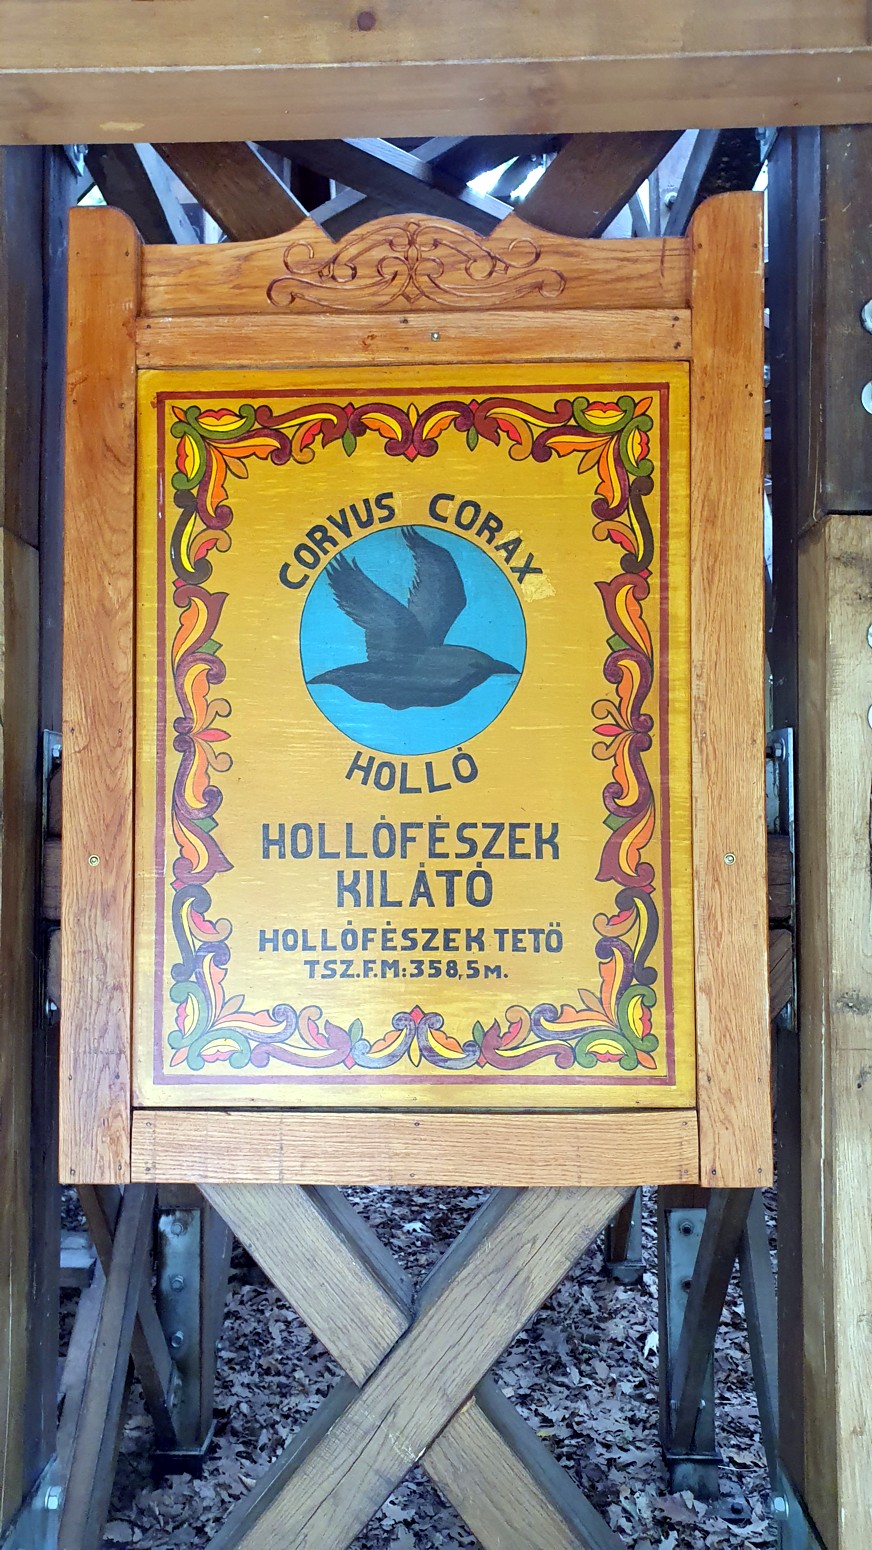 CORVUS CORAX
HOLLÓ
HOLLÓFÉSZEK
KILÁTÓ
HOLLÓFÉSZEK TETŐ
TSZ.F.M:358,5M.